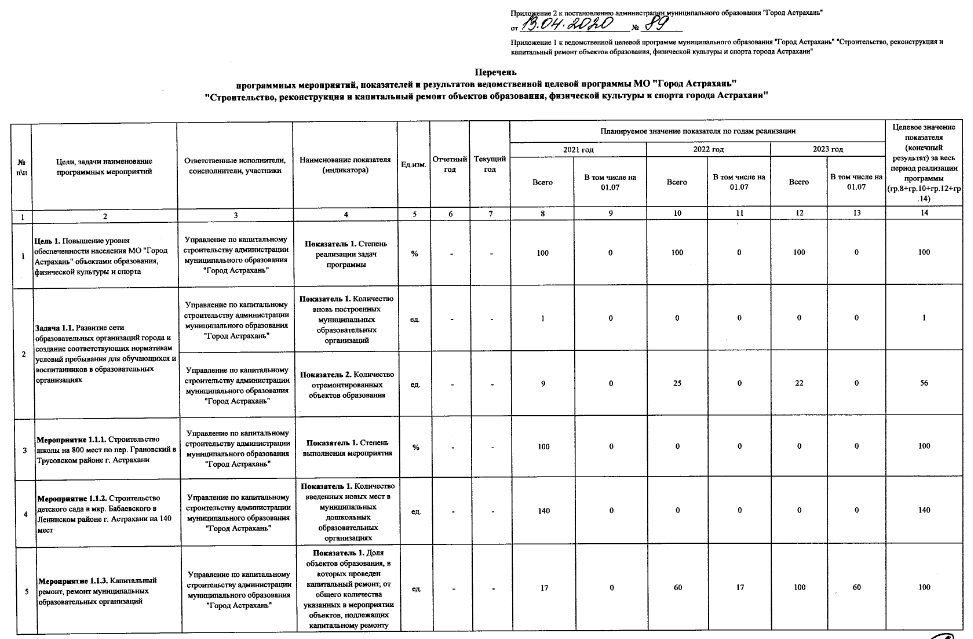 Приложение 2 к постановлению администрации муниципального образования "Город Астрахань"
от 13.04.2020 № 89
Приложение 1 к ведомственной целевой программе муниципального образования "Город Астрахань" "Строительство, реконструкция и
капитальный ремонт объектов образования, физической культуры и спорта города Астрахани"
Перечень
программных мероприятий, показателей и результатов ведомственной целевой программы МО "Город Астрахань"
"Строительство, реконструкция и капитальный ремонт объектов образования, физической культуры и спорта города Астрахани"
№
п\п
Цели, задачи наименование
программных мероприятий
Ответственные исполнители,
соисполнители, участники
Наименование показателя
(индикатора)
Ед.изм.
Отчетный
год
Текущий
год
Планируемое значение показателя по годам реализации
2021 год
2022 год
2023 год
Всего
В том числе на
01.07
Всего
В том числе на
01.07
Всего
В том числе на
01.07
Целевое значение
показателя
(конечный
результат) за весь
период реализации
программы
(гр.8+гр.10+гр.12+гр
.14)
1 2 3 4 5 6 7 8 9 10 11 12 13 14
1
Цель 1. Повышение уровня
обеспеченности населения МО "Город
Астрахань" объектами образования,
физической культуры и спорта
Управление по капитальному
строительству администрации
муниципального образования
"Город Астрахань"
Показатель 1. Степень
реализации задач
программы
% - - 100 0 100 0 100 0 100
2
Задача 1.1. Развитие сети
образовательных организаций города и
создание соответствующих нормативам
условий пребывания для обучающихся и
воспитанников в образовательных
организациях
Управление по капитальному
строительству администрации
муниципального образования
"Город Астрахань"
Показатель 1. Количество
вновь построенных
муниципальных
образовательных
организаций
ед. - - 1 0 0 0 0 0 1
Управление по капитальному
строительству администрации
муниципального образования
"Город Астрахань"
Показатель 2. Количество
отремонтированных
объектов образования
ед. - - 9 0 25 0 22 0 56
3
Мероприятие 1.1.1. Строительство
школы на 800 мест по пер. Грановский в
Трусовском районе г. Астрахани
Управление по капитальному
строительству администрации
муниципального образования
"Город Астрахань"
Показатель 1. Степень
выполнения мероприятия
% - - 100 0 0 0 0 0 100
4
Мероприятие 1.1.2. Строительство
детского сада в мкр. Бабаевского в
Ленинском районе г. Астрахани на 140
мест
Управление по капитальному
строительству администрации
муниципального образования
"Город Астрахань"
Показатель 1. Количество
введенных новых мест в
муниципальных
дошкольных
образовательных
организациях
ед. - - 140 0 0 0 0 0 140
5
Мероприятие 1.1.3. Капитальный
ремонт, ремонт муниципальных
образовательных организаций
Управление по капитальному
строительству администрации
муниципального образования
"Город Астрахань"
Показатель 1. Доля
объектов образования, в
которых проведен
капитальный ремонт, от
общего количества
указанных в мероприятии
объектов, подлежащих
капитальному ремонту
ед. - - 17 0 60 17 100 60 100